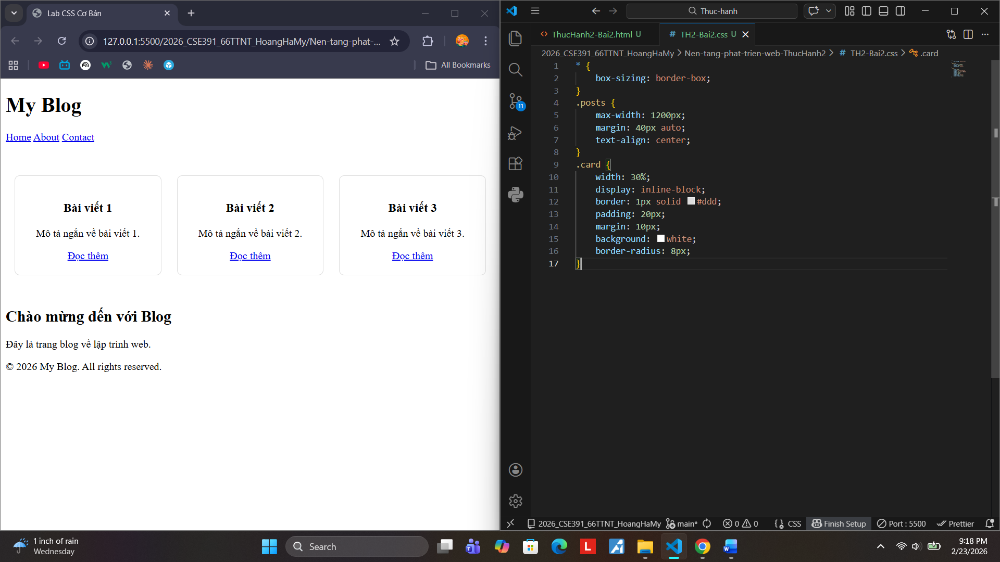 Lab CSS Cơ Bản
127.0.0.1:5500/2026_CSE391_66TTNT_HoangHaMy/Nen-tang-phat-...
All Bookmarks
My Blog
Home About Contact
Bài viết 1
Mô tả ngắn về bài viết 1.
Đọc thêm
Bài viết 2
Mô tả ngắn về bài viết 2.
Đọc thêm
Bài viết 3
Mô tả ngắn về bài viết 3.
Đọc thêm
Chào mừng đến với Blog
Đây là trang blog về lập trình web.
© 2026 My Blog. All rights reserved.
Thuc-hanh
ThucHanh2-Bai2.html U
# TH2-Bai2.css U
2026_CSE391_66TTNT_HoangHaMy > Nen-tang-phat-trien-web-ThucHanh2 > # TH2-Bai2.css > .card
11
1 * {
2 box-sizing: border-box;
3 }
4 .posts {
5 max-width: 1200px;
6 margin: 40px auto;
7 text-align: center;
8 }
9 .card {
10 width: 30%;
11 display: inline-block;
12 border: 1px solid #ddd;
13 padding: 20px;
14 margin: 10px;
15 background: white;
16 border-radius: 8px;
17 }
2026_CSE391_66TTNT_HoangHaMy main* 0 0 {} CSS Finish Setup Port : 5500 Prettier
1 inch of rain
Wednesday
Search
9:18 PM
2/23/2026